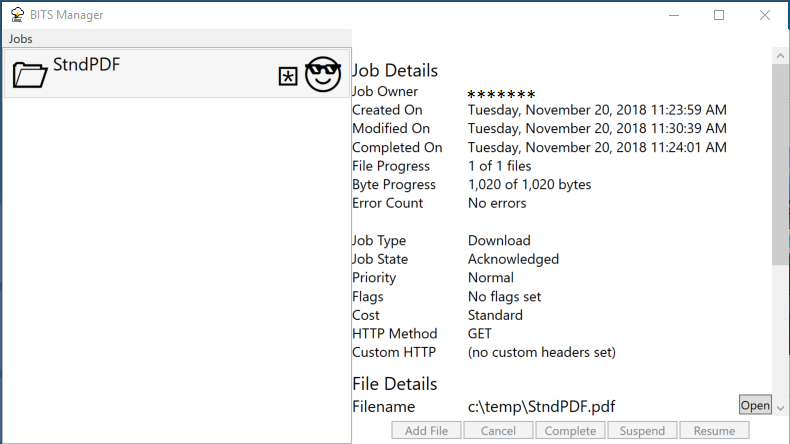 BITS Manager
Jobs
StndPDF
Job Details
Job Owner *******
Created On Tuesday, November 20, 2018 11:23:59 AM
Modified On Tuesday, November 20, 2018 11:30:39 AM
Completed On Tuesday, November 20, 2018 11:24:01 AM
File Progress 1 of 1 files
Byte Progress 1,020 of 1,020 bytes
Error Count No errors
Job Type Download
Job State Acknowledged
Priority Normal
Flags No flags set
Cost Standard
HTTP Method GET
Custom HTTP (no custom headers set)
File Details
Filename c:\temp\StndPDF.pdf Open
Add File Cancel Complete Suspend Resume